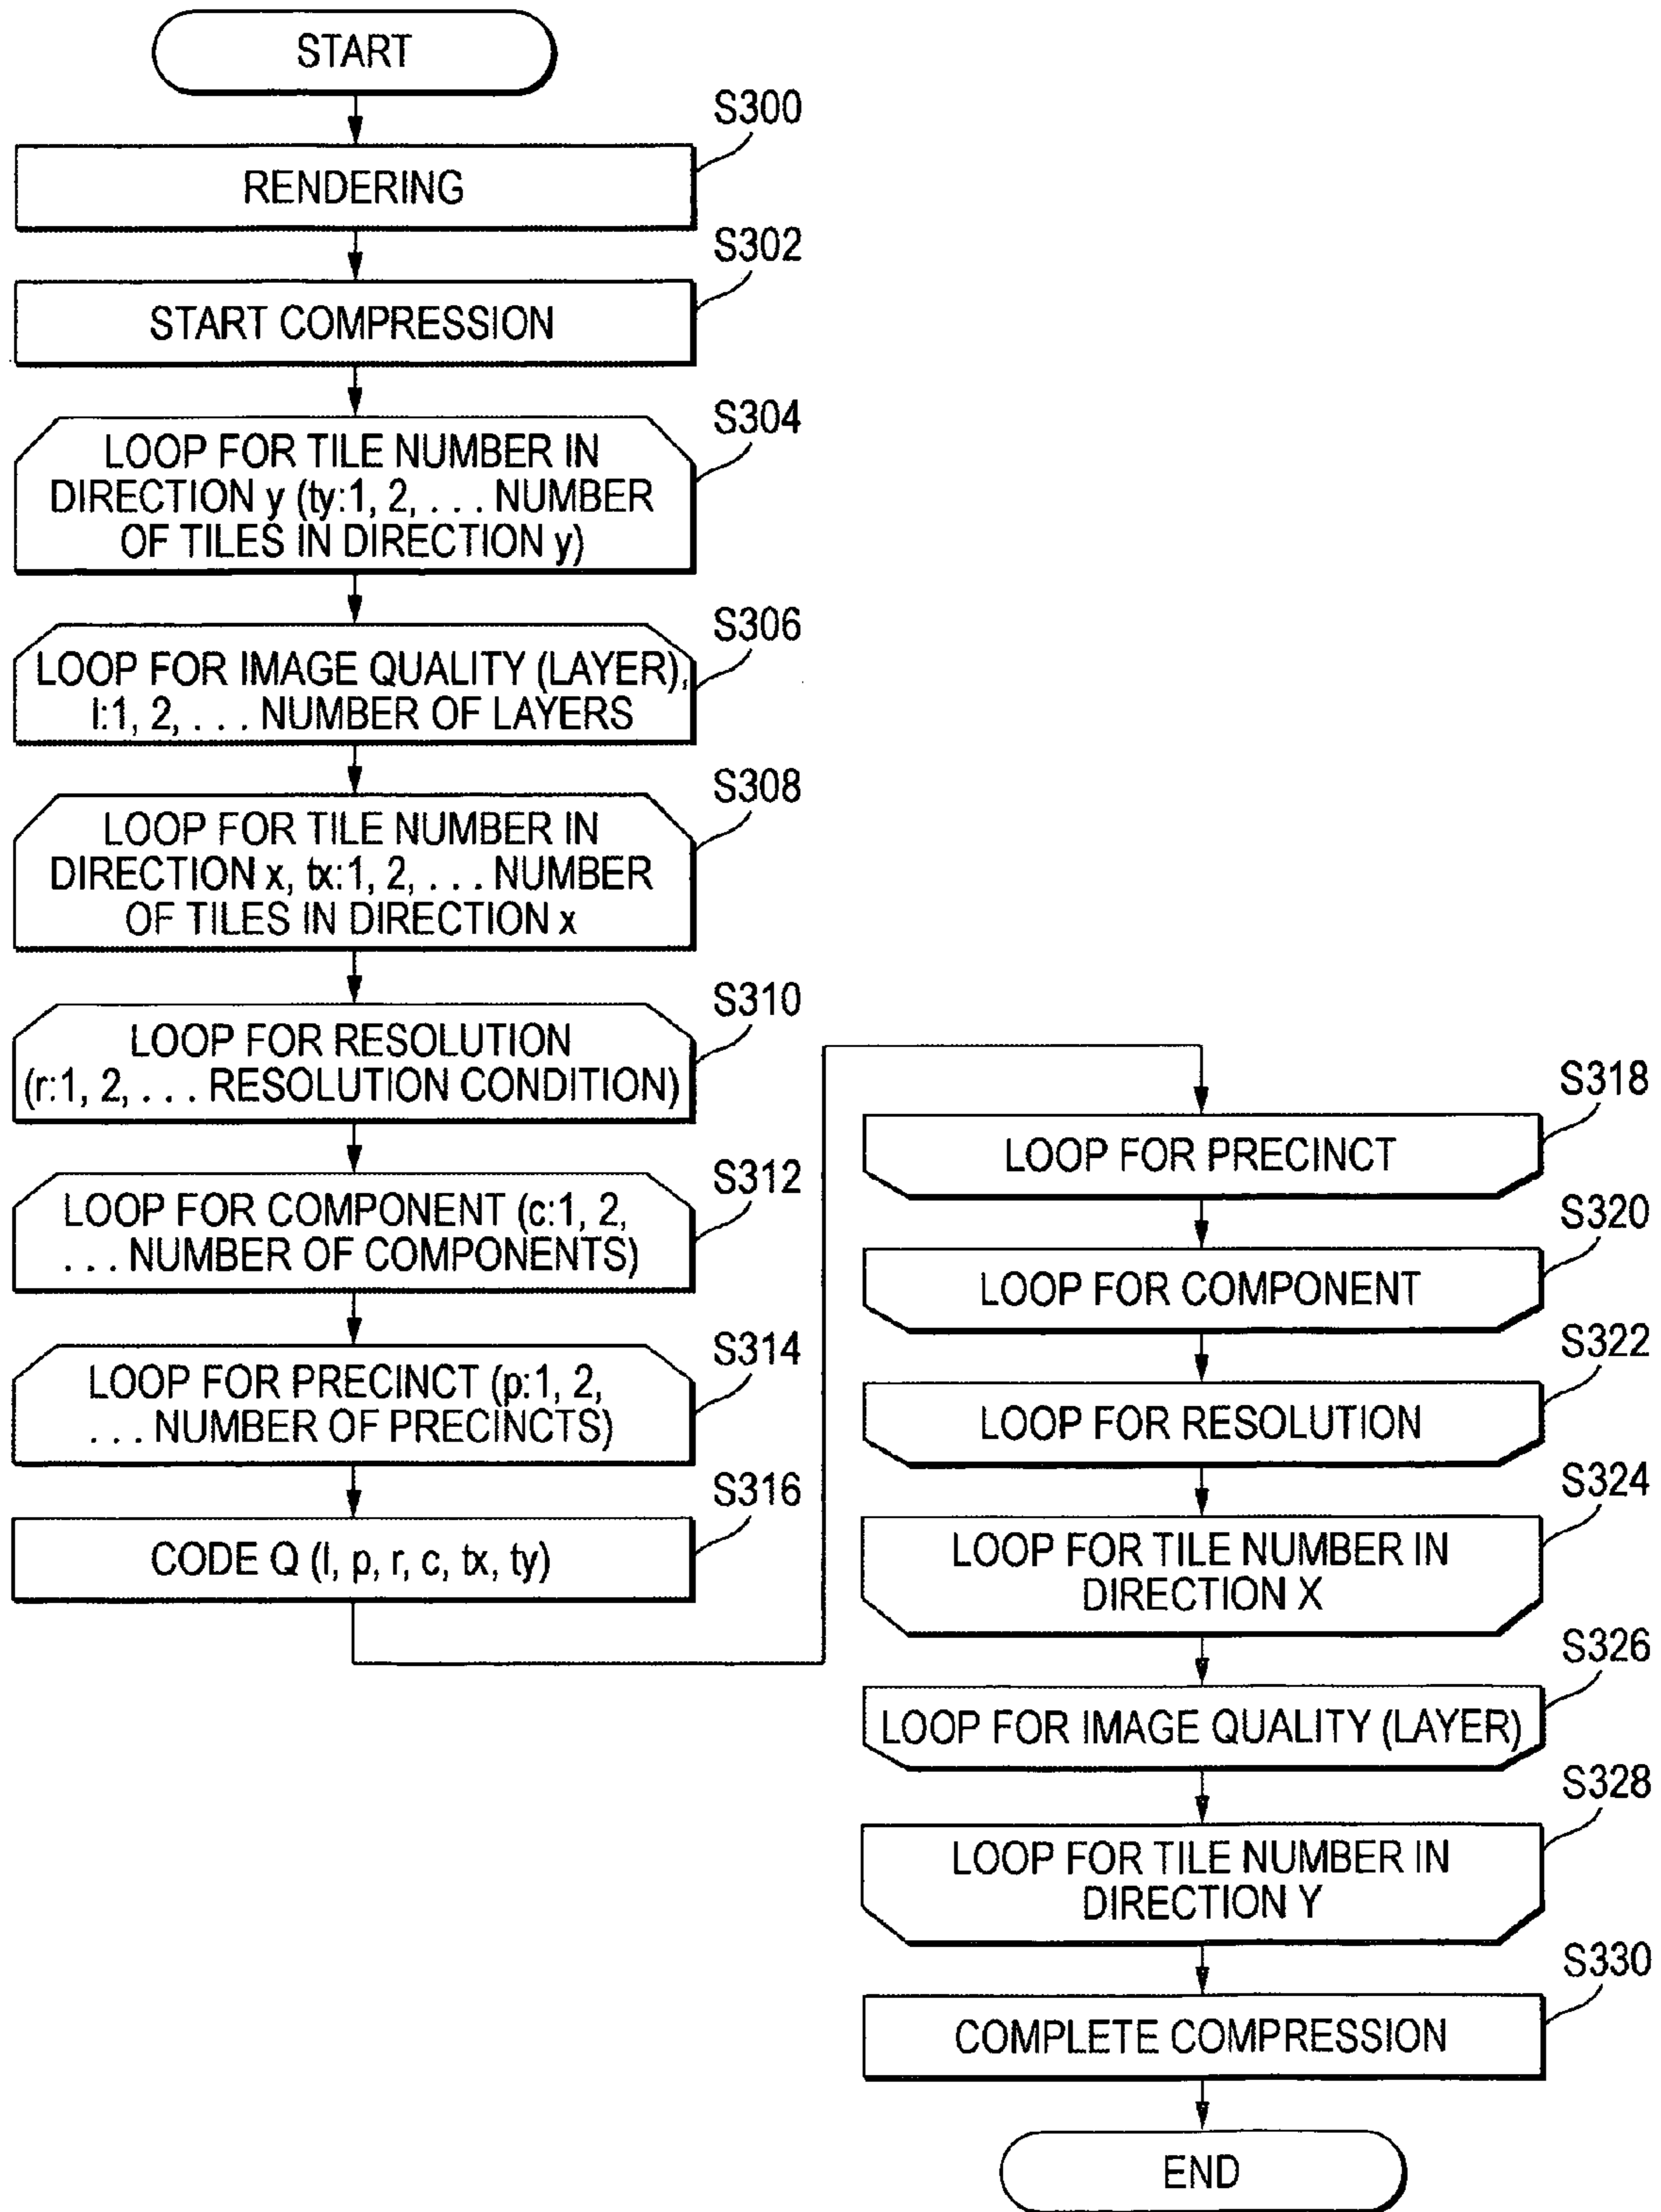 START
S300
RENDERING
S302
START COMPRESSION
S304
LOOP FOR TILE NUMBER IN
DIRECTION y (ty:1, 2, . . . NUMBER
OF TILES IN DIRECTION y)
S306
LOOP FOR IMAGE QUALITY (LAYER),
l:1, 2, . . . NUMBER OF LAYERS
S308
LOOP FOR TILE NUMBER IN
DIRECTION x, tx:1, 2, . . . NUMBER
OF TILES IN DIRECTION x
S310
LOOP FOR RESOLUTION
(r:1, 2, . . . RESOLUTION CONDITION)
S312
LOOP FOR COMPONENT (c:1, 2,
. . . NUMBER OF COMPONENTS)
S314
LOOP FOR PRECINCT (p:1, 2,
. . . NUMBER OF PRECINCTS)
S316
CODE Q (l, p, r, c, tx, ty)
S318
LOOP FOR PRECINCT
S320
LOOP FOR COMPONENT
S322
LOOP FOR RESOLUTION
S324
LOOP FOR TILE NUMBER IN
DIRECTION X
S326
LOOP FOR IMAGE QUALITY (LAYER)
S328
LOOP FOR TILE NUMBER IN
DIRECTION Y
S330
COMPLETE COMPRESSION
END